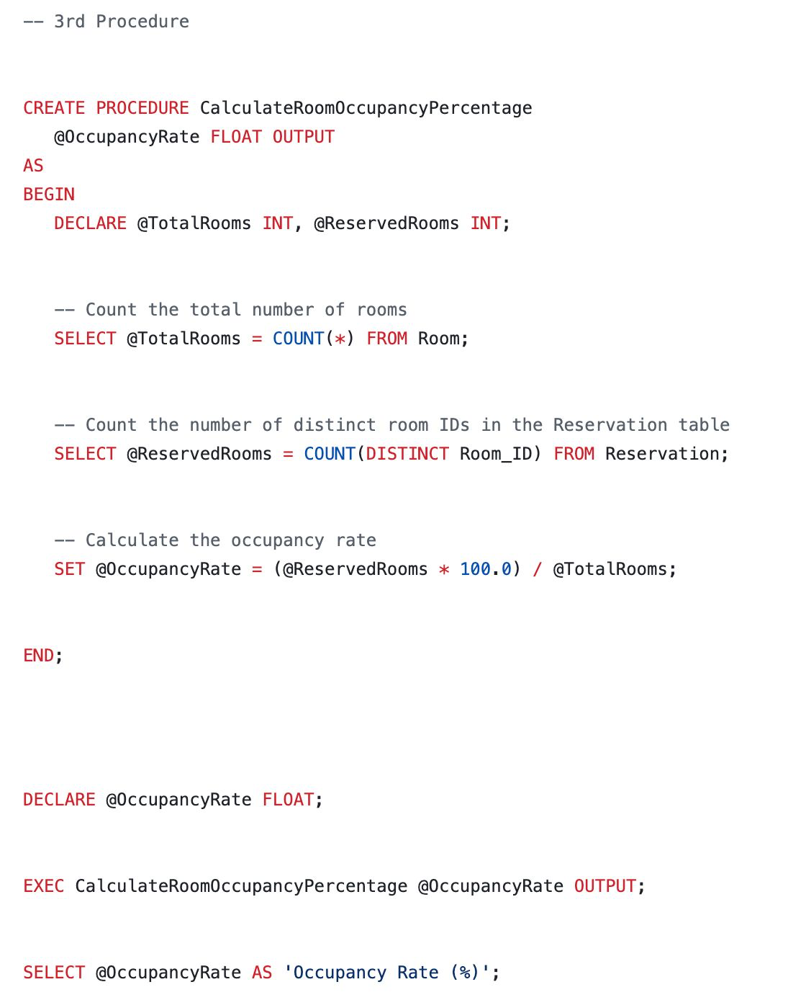 -- 3rd Procedure
CREATE PROCEDURE CalculateRoomOccupancyPercentage
@OccupancyRate FLOAT OUTPUT
AS
BEGIN
DECLARE @TotalRooms INT, @ReservedRooms INT;
-- Count the total number of rooms
SELECT @TotalRooms = COUNT(*) FROM Room;
-- Count the number of distinct room IDs in the Reservation table
SELECT @ReservedRooms = COUNT(DISTINCT Room_ID) FROM Reservation;
-- Calculate the occupancy rate
SET @OccupancyRate = (@ReservedRooms * 100.0) / @TotalRooms;
END;
DECLARE @OccupancyRate FLOAT;
EXEC CalculateRoomOccupancyPercentage @OccupancyRate OUTPUT;
SELECT @OccupancyRate AS 'Occupancy Rate (%)';